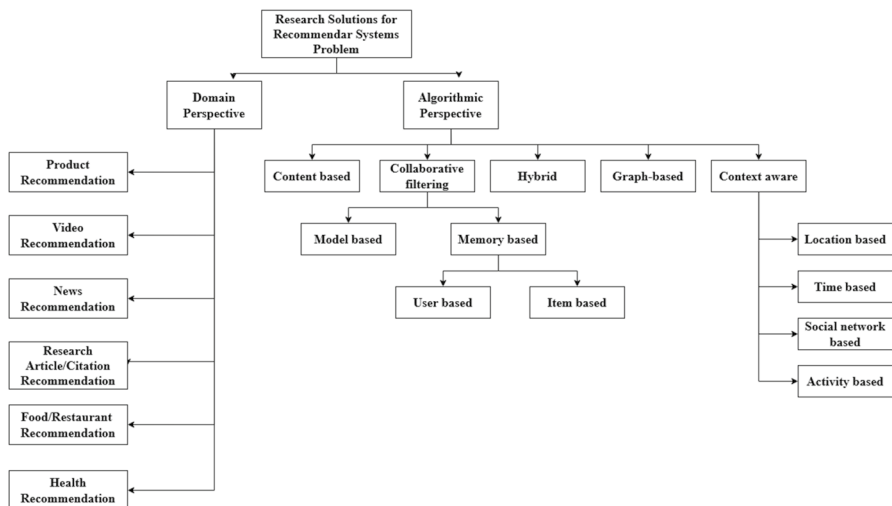 Research Solutions for
Recommendar Systems
Problem
Domain
Perspective
Algorithmic
Perspective
Product
Recommendation
Video
Recommendation
News
Recommendation
Research
Article/Citation
Recommendation
Food/Restaurant
Recommendation
Health
Recommendation
Content based
Collaborative
filtering
Hybrid
Graph-based
Context aware
Model based
Memory based
User based
Item based
Location based
Time based
Social network
based
Activity based